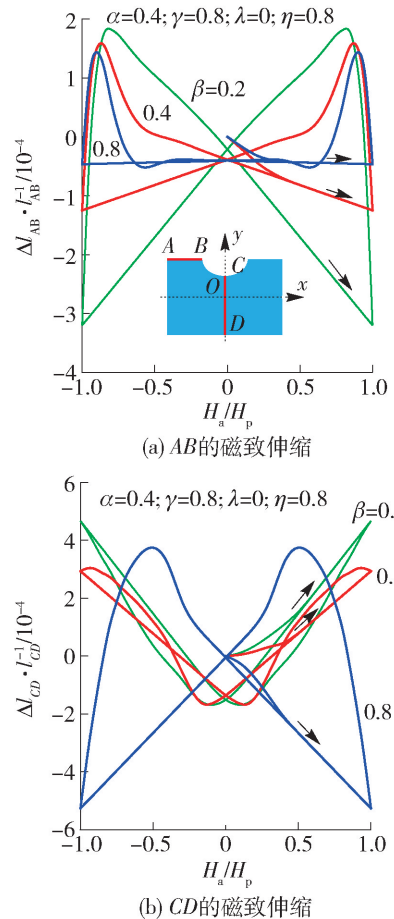 α=0.4; γ=0.8; λ=0; η=0.8
2
1
0
-1
-2
-3
-4
β=0.2
0.4
0.8
A B y
C
O x
D
Δl_AB · l_AB^-1/10^-4
-1.0 -0.5 0 0.5 1.0
H_a/H_p
(a) AB的磁致伸缩
α=0.4; γ=0.8; λ=0; η=0.8
β=0.
0.
0.8
6
4
2
0
-2
-4
-6
Δl_CD · l_CD^-1/10^-4
-1.0 -0.5 0 0.5 1.0
H_a/H_p
(b) CD的磁致伸缩